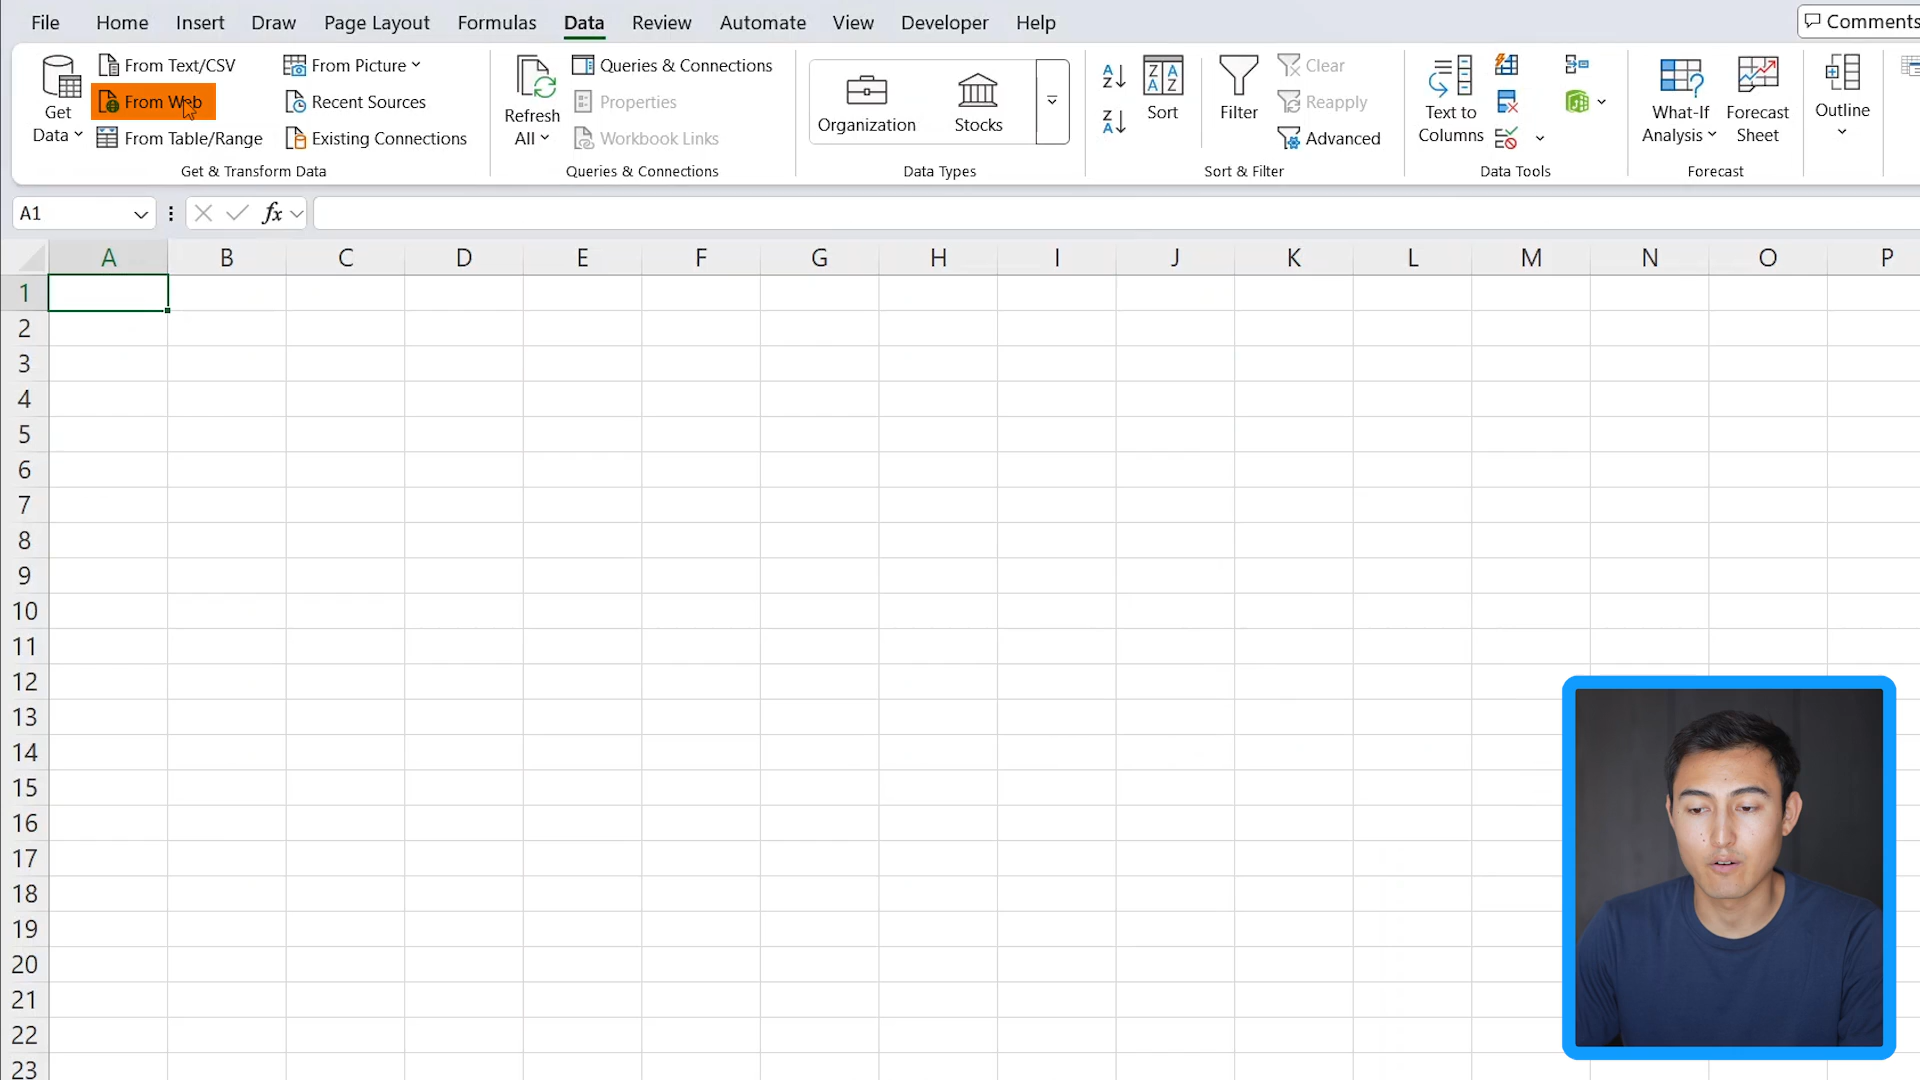 File Home Insert Draw Page Layout Formulas Data Review Automate View Developer Help Comments
Get Data
From Text/CSV
From Web
From Table/Range
From Picture
Recent Sources
Existing Connections
Get & Transform Data
Refresh All
Queries & Connections
Properties
Workbook Links
Queries & Connections
Organization
Stocks
Data Types
Sort
Filter
Clear
Reapply
Advanced
Sort & Filter
Text to Columns
Data Tools
What-If Analysis
Forecast Sheet
Forecast
Outline
A1
fx
A B C D E F G H I J K L M N O P
1
2
3
4
5
6
7
8
9
10
11
12
13
14
15
16
17
18
19
20
21
22
23